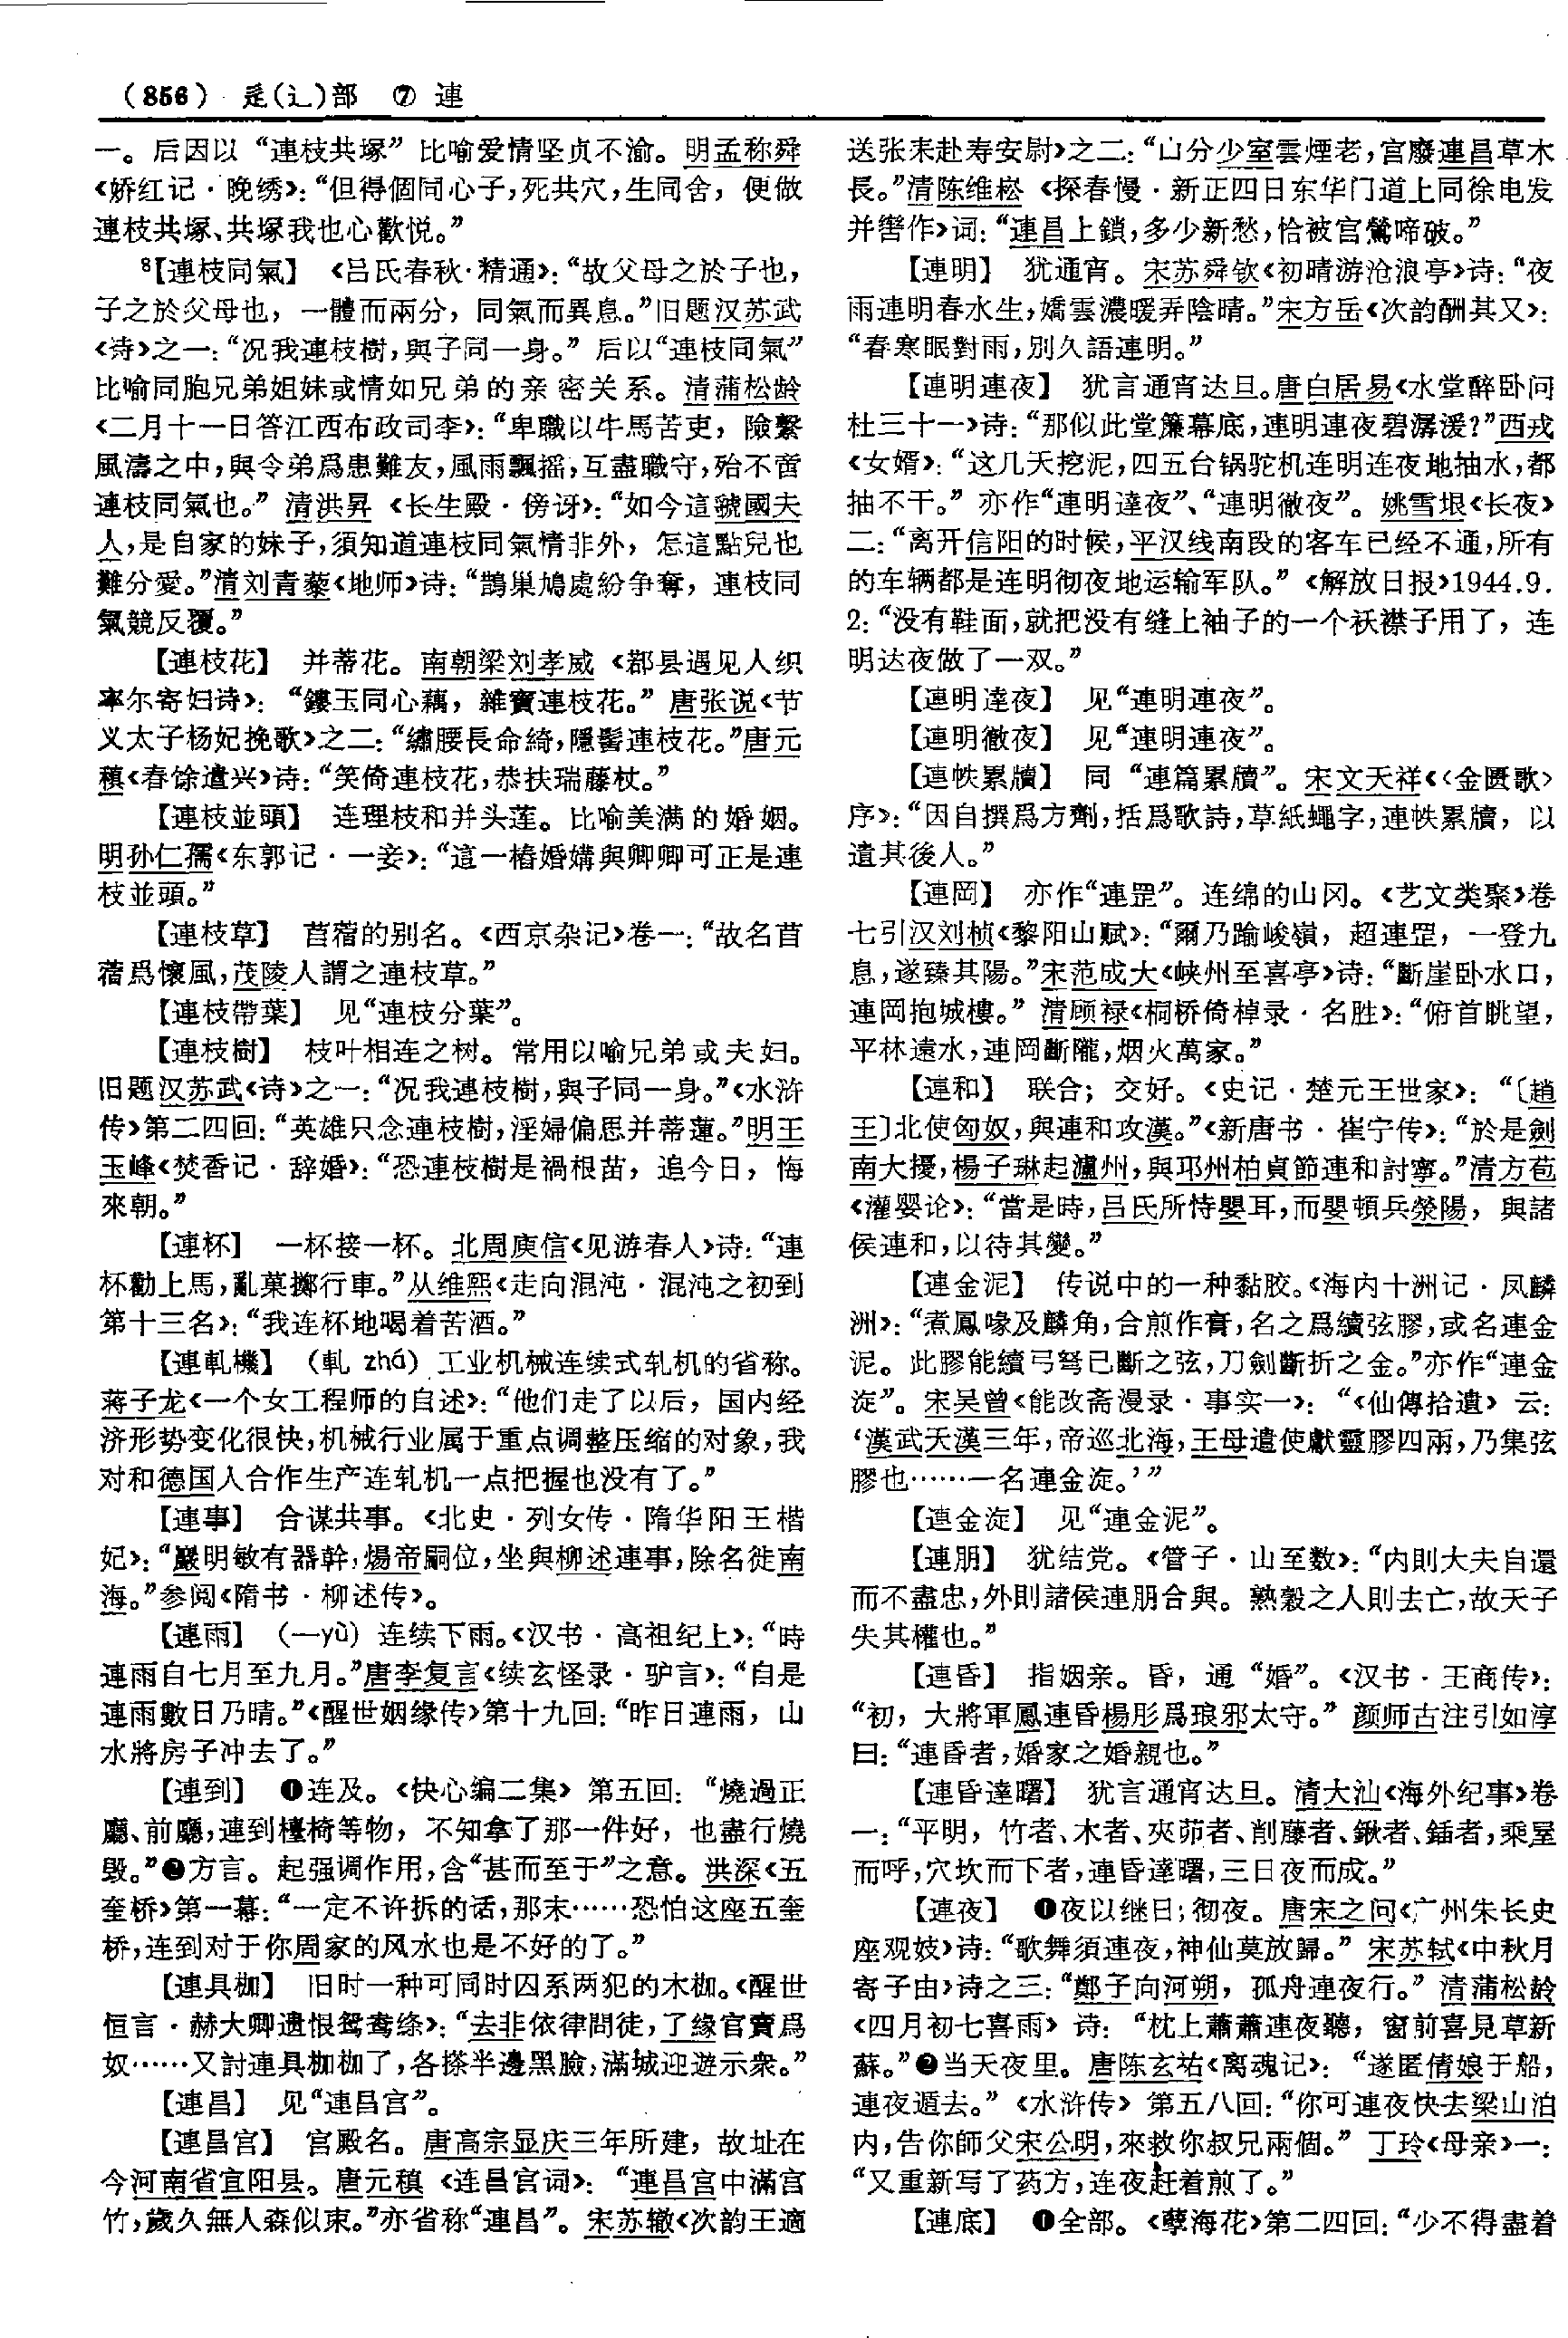 （856） 辵(辶)部 ⑦ 連
一。后因以“連枝共塚”比喻爱情坚贞不渝。明孟称舜
《娇红记·晚绣》：“但得個同心子，死共穴，生同舍，便做
連枝共塚、共塚我也心歡悦。”
⁸【連枝同氣】 《吕氏春秋·精通》：“故父母之於子也，
子之於父母也，一體而兩分，同氣而異息。”旧题汉苏武
《诗》之一：“况我連枝樹，與子同一身。”后以“連枝同氣”
比喻同胞兄弟姐妹或情如兄弟的亲密关系。清蒲松龄
《二月十一日答江西布政司李》：“卑職以牛馬苦吏，險繫
風濤之中，與令弟爲患難友，風雨飄摇，互盡職守，殆不啻
連枝同氣也。”清洪昇《长生殿·傍讶》：“如今這虢國夫
人，是自家的妹子，須知道連枝同氣情非外，怎這點兒也
難分愛。”清刘青藜《地师》诗：“鵲巢鳩處紛争奪，連枝同
氣競反覆。”
【連枝花】 并蒂花。南朝梁刘孝威《鄀县遇见人织
率尔寄妇诗》：“鏤玉同心藕，雜寶連枝花。”唐张说《节
义太子杨妃挽歌》之二：“繡腰長命綺，隱髻連枝花。”唐元
稹《春馀遣兴》诗：“笑倚連枝花，恭扶瑞藤杖。”
【連枝並頭】 连理枝和并头莲。比喻美满的婚姻。
明孙仁孺《东郭记·一妾》：“這一樁婚媾與卿卿可正是連
枝並頭。”
【連枝草】 苜蓿的别名。《西京杂记》卷一：“故名苜
蓿爲懷風，茂陵人謂之連枝草。”
【連枝帶葉】 见“連枝分葉”。
【連枝樹】 枝叶相连之树。常用以喻兄弟或夫妇。
旧题汉苏武《诗》之一：“况我連枝樹，與子同一身。”《水浒
传》第二四回：“英雄只念連枝樹，淫婦偏思并蒂蓮。”明王
玉峰《焚香记·辞婚》：“恐連枝樹是禍根苗，追今日，悔
來朝。”
【連杯】 一杯接一杯。北周庾信《见游春人》诗：“連
杯勸上馬，亂菓擲行車。”从维熙《走向混沌·混沌之初到
第十三名》：“我连杯地喝着苦酒。”
【連軋機】 （軋 zhá）工业机械连续式轧机的省称。
蒋子龙《一个女工程师的自述》：“他们走了以后，国内经
济形势变化很快，机械行业属于重点调整压缩的对象，我
对和德国人合作生产连轧机一点把握也没有了。”
【連事】 合谋共事。《北史·列女传·隋华阳王楷
妃》：“巖明敏有器幹，煬帝嗣位，坐與柳述連事，除名徙南
海。”参阅《隋书·柳述传》。
【連雨】 （—yù）连续下雨。《汉书·高祖纪上》：“時
連雨自七月至九月。”唐李复言《续玄怪录·驴言》：“自是
連雨數日乃晴。”《醒世姻缘传》第十九回：“昨日連雨，山
水將房子冲去了。”
【連到】 ❶连及。《快心编二集》第五回：“燒過正
廳、前廳，連到檯椅等物，不知拿了那一件好，也盡行燒
毁。”❷方言。起强调作用，含“甚而至于”之意。洪深《五
奎桥》第一幕：“一定不许拆的话，那末……恐怕这座五奎
桥，连到对于你周家的风水也是不好的了。”
【連具枷】 旧时一种可同时囚系两犯的木枷。《醒世
恒言·赫大卿遗恨鸳鸯绦》：“去非依律問徒，了緣官賣爲
奴……又討連具枷枷了，各搽半邊黑臉，滿城迎遊示衆。”
【連昌】 见“連昌宫”。
【連昌宫】 宫殿名。唐高宗显庆三年所建，故址在
今河南省宜阳县。唐元稹《连昌宫词》：“連昌宫中滿宫
竹，歲久無人森似束。”亦省称“連昌”。宋苏辙《次韵王適
送张耒赴寿安尉》之二：“山分少室雲煙老，宫廢連昌草木
長。”清陈维崧《探春慢·新正四日东华门道上同徐电发
并辔作》词：“連昌上鎖，多少新愁，恰被宫鶯啼破。”
【連明】 犹通宵。宋苏舜钦《初晴游沧浪亭》诗：“夜
雨連明春水生，嬌雲濃暖弄陰晴。”宋方岳《次韵酬其又》：
“春寒眠對雨，别久語連明。”
【連明連夜】 犹言通宵达旦。唐白居易《水堂醉卧问
杜三十一》诗：“那似此堂簾幕底，連明連夜碧潺湲？”西戎
《女婿》：“这几天挖泥，四五台锅驼机连明连夜地抽水，都
抽不干。”亦作“連明達夜”、“連明徹夜”。姚雪垠《长夜》
二：“离开信阳的时候，平汉线南段的客车已经不通，所有
的车辆都是连明彻夜地运输军队。”《解放日报》1944.9.
2：“没有鞋面，就把没有缝上袖子的一个袄襟子用了，连
明达夜做了一双。”
【連明達夜】 见“連明連夜”。
【連明徹夜】 见“連明連夜”。
【連帙累牘】 同“連篇累牘”。宋文天祥《〈金匮歌〉
序》：“因自撰爲方劑，括爲歌詩，草紙蠅字，連帙累牘，以
遺其後人。”
【連岡】 亦作“連罡”。连绵的山冈。《艺文类聚》卷
七引汉刘桢《黎阳山赋》：“爾乃踰峻嶺，超連罡，一登九
息，遂臻其陽。”宋范成大《峡州至喜亭》诗：“斷崖卧水口，
連岡抱城樓。”清顾禄《桐桥倚棹录·名胜》：“俯首眺望，
平林遠水，連岡斷隴，烟火萬家。”
【連和】 联合；交好。《史记·楚元王世家》：“〔趙
王〕北使匈奴，與連和攻漢。”《新唐书·崔宁传》：“於是劍
南大擾，楊子琳起瀘州，與邛州柏貞節連和討寧。”清方苞
《灌婴论》：“當是時，吕氏所恃嬰耳，而嬰頓兵滎陽，與諸
侯連和，以待其變。”
【連金泥】 传说中的一种黏胶。《海内十洲记·凤麟
洲》：“煮鳳喙及麟角，合煎作膏，名之爲續弦膠，或名連金
泥。此膠能續弓弩已斷之弦，刀劍斷折之金。”亦作“連金
淀”。宋吴曾《能改斋漫录·事实一》：“《仙傳拾遺》云：
‘漢武天漢三年，帝巡北海，王母遣使獻靈膠四兩，乃集弦
膠也……一名連金淀。’”
【連金淀】 见“連金泥”。
【連朋】 犹结党。《管子·山至数》：“内則大夫自還
而不盡忠，外則諸侯連朋合與。熟穀之人則去亡，故天子
失其權也。”
【連昏】 指姻亲。昏，通“婚”。《汉书·王商传》：
“初，大將軍鳳連昏楊肜爲琅邪太守。”颜师古注引如淳
曰：“連昏者，婚家之婚親也。”
【連昏達曙】 犹言通宵达旦。清大汕《海外纪事》卷
一：“平明，竹者、木者、夾茆者、削藤者、鍬者、鍤者，乘屋
而呼，穴坎而下者，連昏達曙，三日夜而成。”
【連夜】 ❶夜以继日；彻夜。唐宋之问《广州朱长史
座观妓》诗：“歌舞須連夜，神仙莫放歸。”宋苏轼《中秋月
寄子由》诗之三：“鄭子向河朔，孤舟連夜行。”清蒲松龄
《四月初七喜雨》诗：“枕上蕭蕭連夜聽，窗前喜見草新
蘇。”❷当天夜里。唐陈玄祐《离魂记》：“遂匿倩娘于船，
連夜遁去。”《水浒传》第五八回：“你可連夜快去梁山泊
内，告你師父宋公明，來救你叔兄兩個。”丁玲《母亲》一：
“又重新写了药方，连夜赶着煎了。”
【連底】 ❶全部。《孽海花》第二四回：“少不得盡着